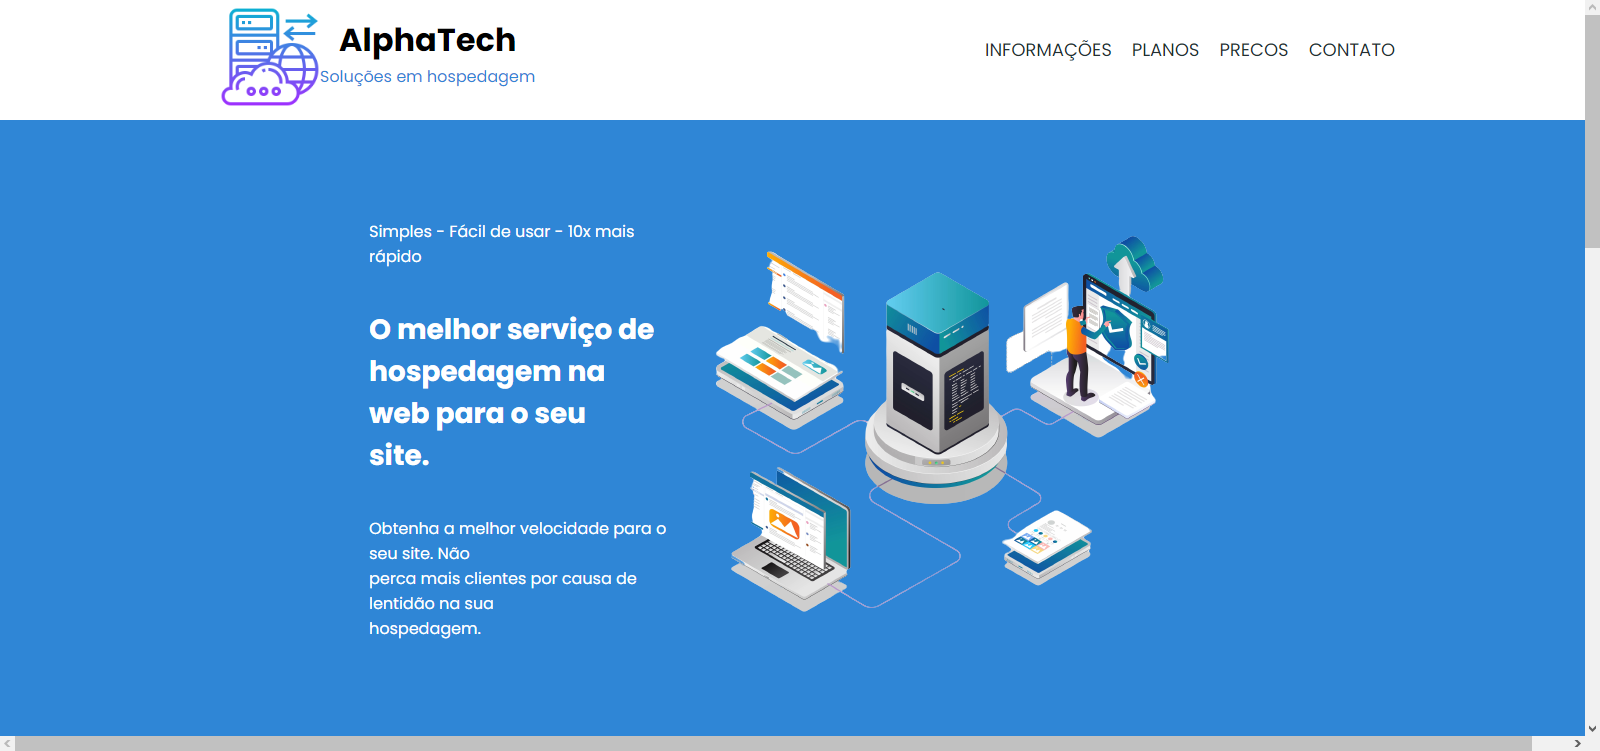 AlphaTech
Soluções em hospedagem
INFORMAÇÕES PLANOS PRECOS CONTATO
Simples - Fácil de usar - 10x mais
rápido
O melhor serviço de
hospedagem na
web para o seu
site.
Obtenha a melhor velocidade para o
seu site. Não
perca mais clientes por causa de
lentidão na sua
hospedagem.